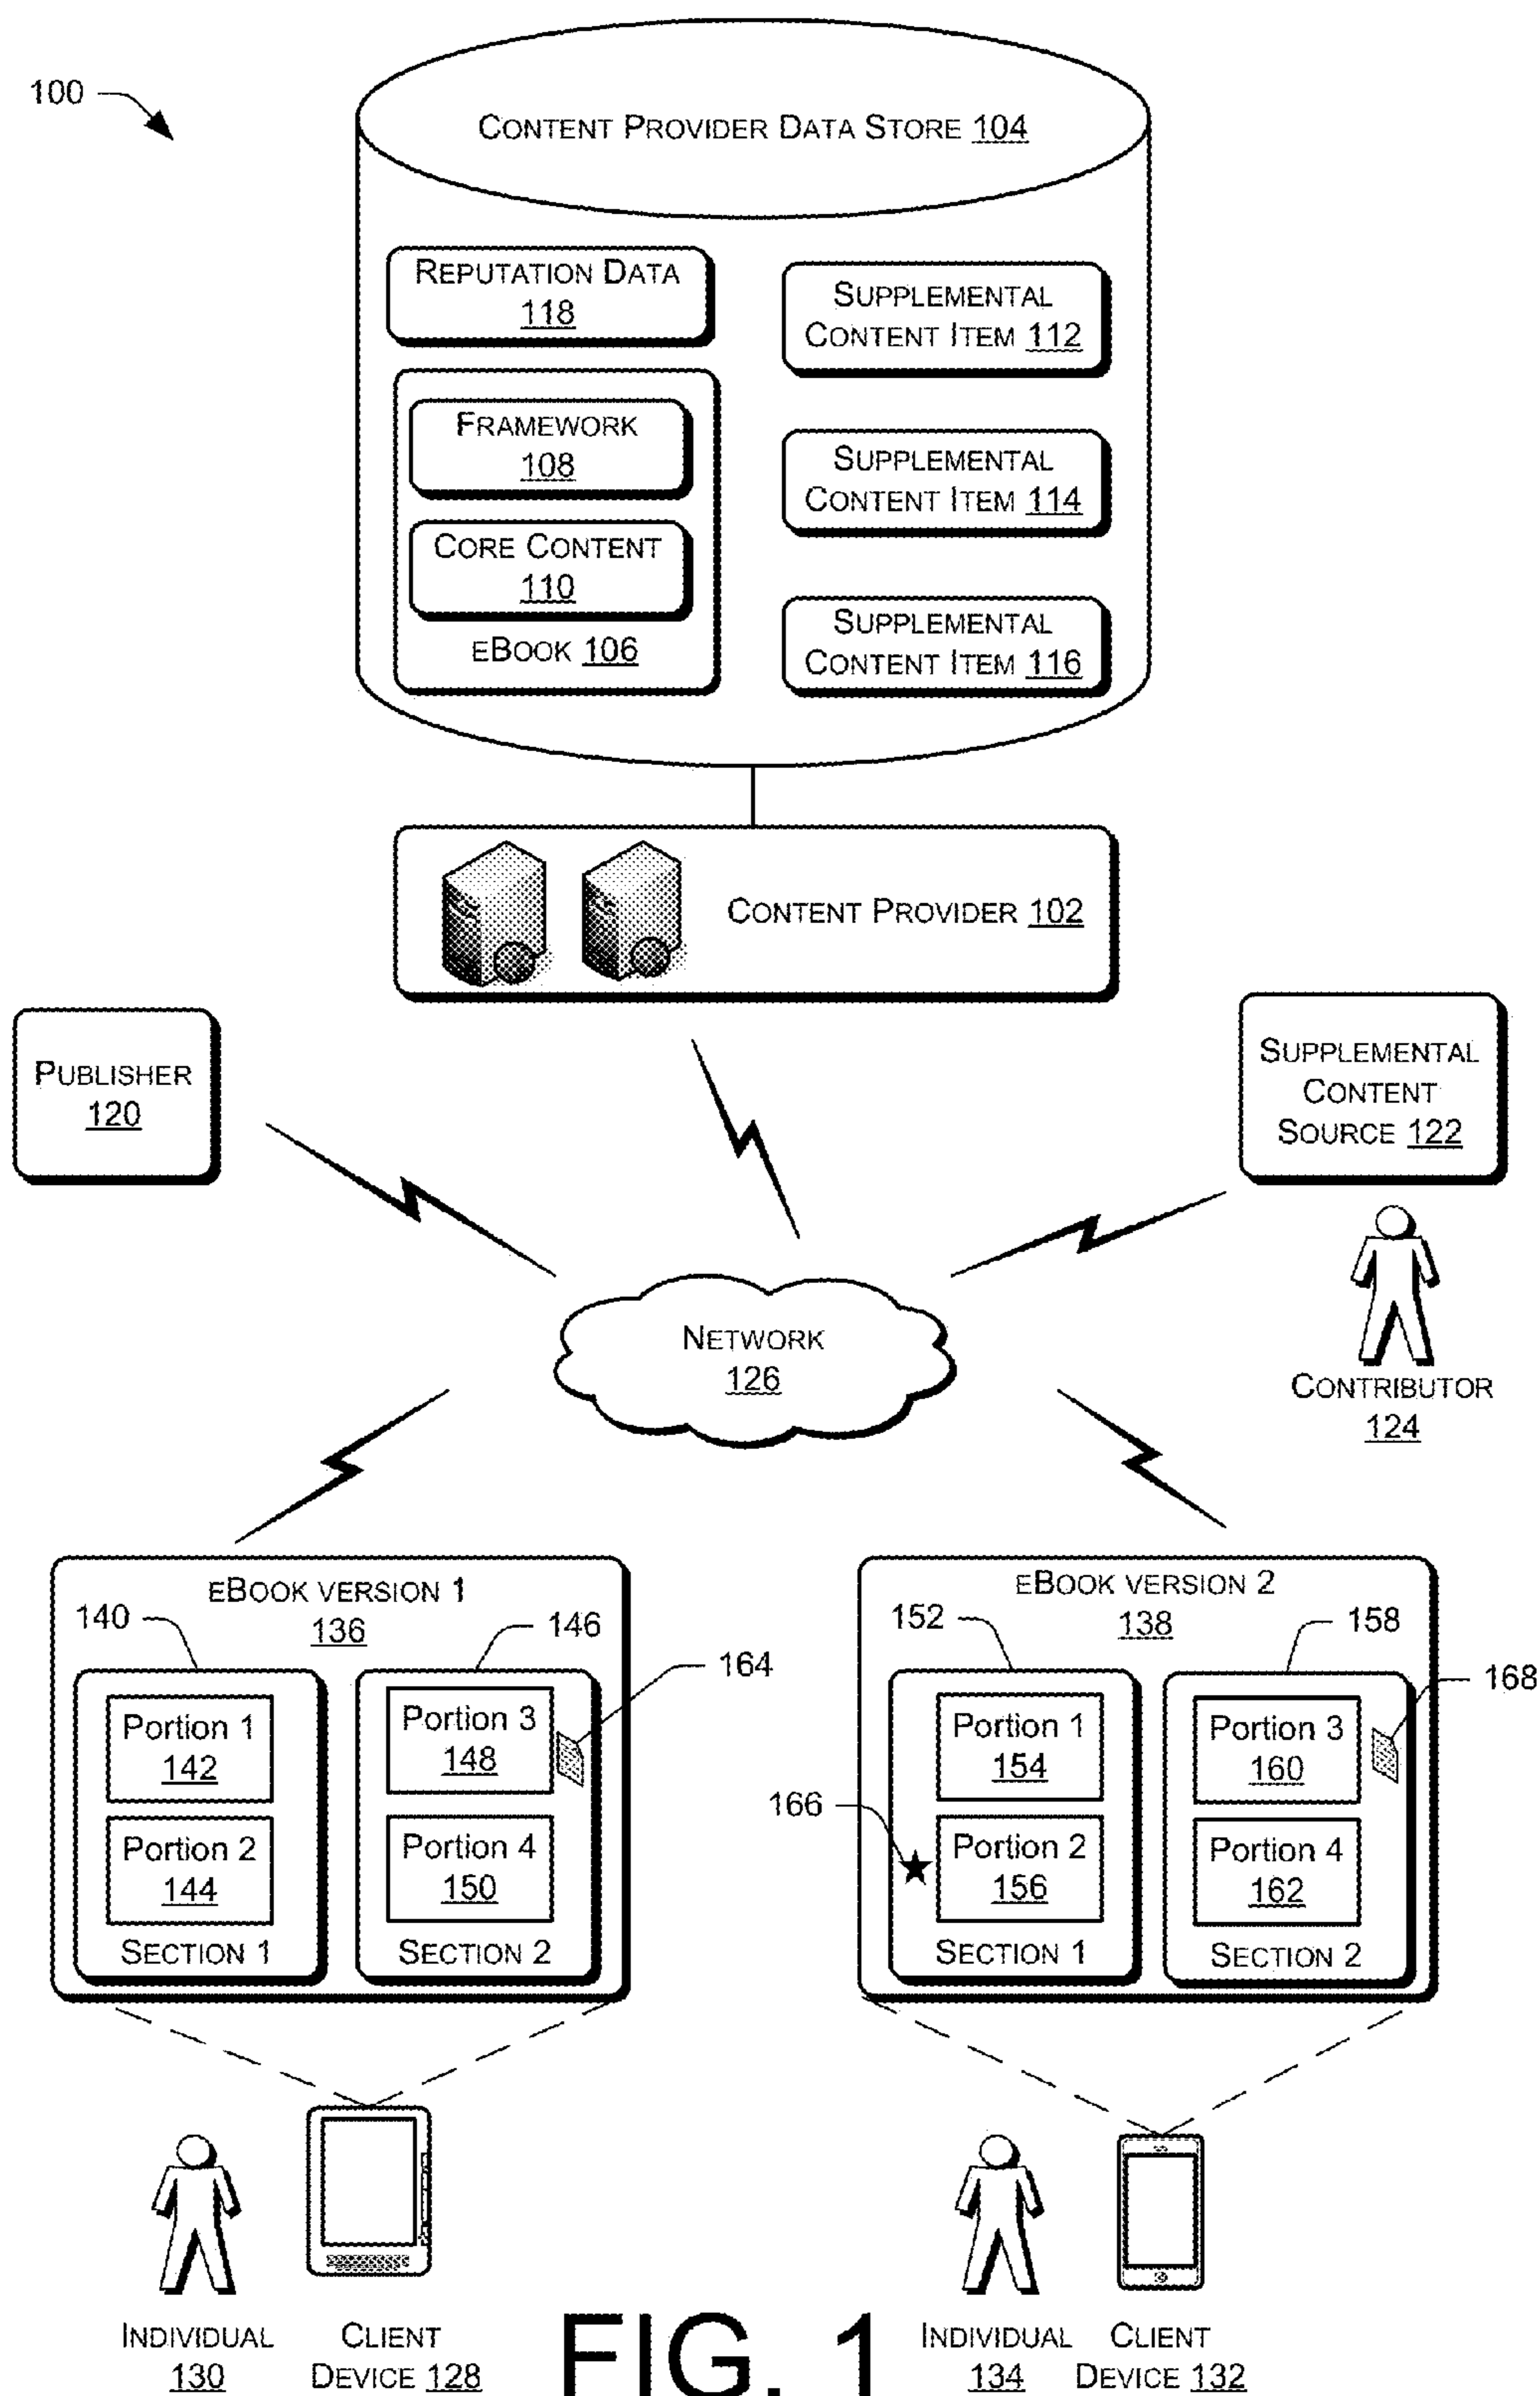 100
CONTENT PROVIDER DATA STORE 104
REPUTATION DATA
118
SUPPLEMENTAL
CONTENT ITEM 112
FRAMEWORK
108
SUPPLEMENTAL
CONTENT ITEM 114
CORE CONTENT
110
EBOOK 106
SUPPLEMENTAL
CONTENT ITEM 116
CONTENT PROVIDER 102
PUBLISHER
120
SUPPLEMENTAL
CONTENT
SOURCE 122
NETWORK
126
CONTRIBUTOR
124
EBOOK VERSION 1
136
140
146
164
Portion 1
142
Portion 2
144
SECTION 1
Portion 3
148
Portion 4
150
SECTION 2
EBOOK VERSION 2
138
152
158
168
166
Portion 1
154
Portion 2
156
SECTION 1
Portion 3
160
Portion 4
162
SECTION 2
INDIVIDUAL
130
CLIENT
DEVICE 128
FIG. 1
INDIVIDUAL
134
CLIENT
DEVICE 132